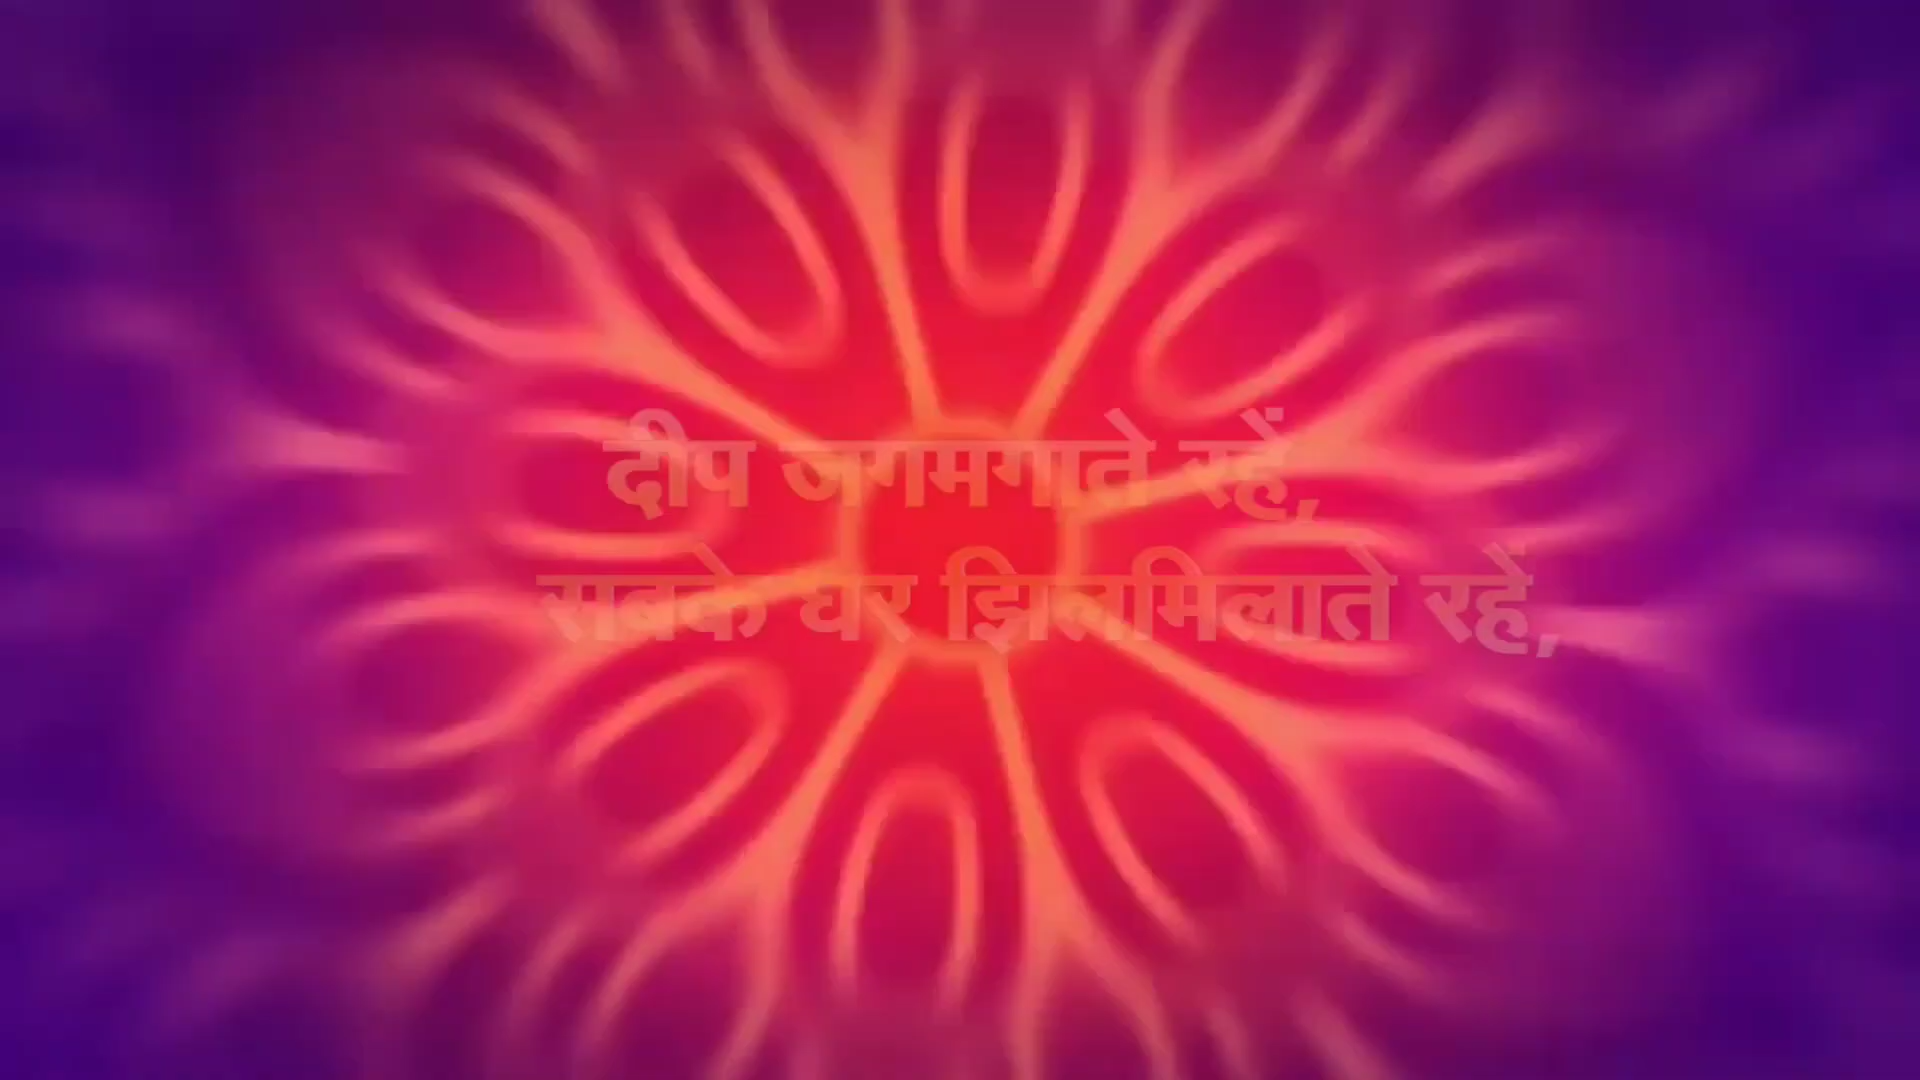 दीप जगमगाते रहें,
सबके घर झिलमिलाते रहें,